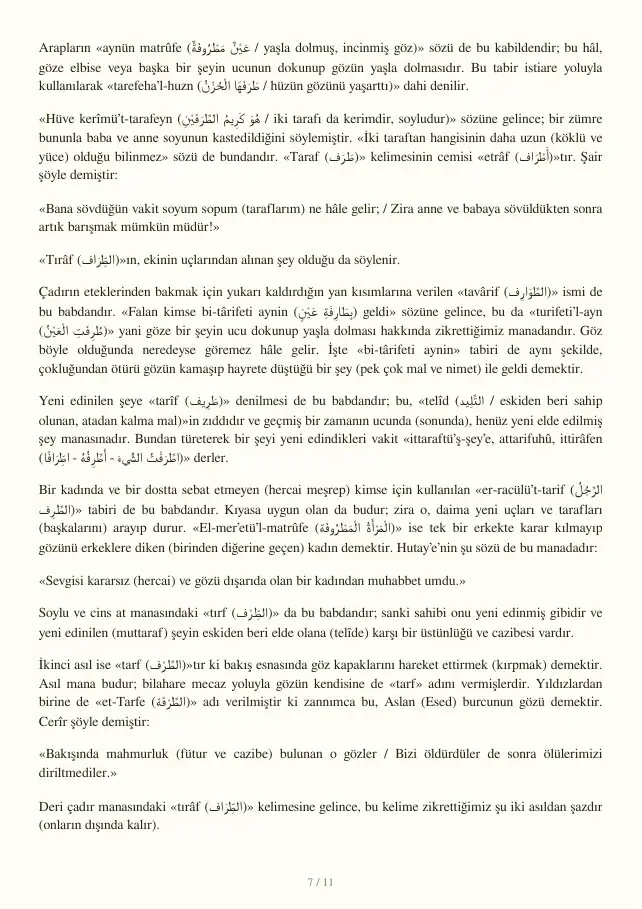 Arapların «aynün matrûfe (عَيْنٌ مَطْرُوفَةٌ / yaşla dolmuş, incinmiş göz)» sözü de bu kabildendir; bu hâl,
göze elbise veya başka bir şeyin ucunun dokunup gözün yaşla dolmasıdır. Bu tabir istiare yoluyla
kullanılarak «tarefeha’l-huzn (طَرَفَهَا الْحُزْنُ / hüzün gözünü yaşarttı)» dahi denilir.
«Hüve kerîmü’t-tarafeyn (هُوَ كَرِيمُ الطَّرَفَيْنِ / iki tarafı da kerimdir, soyludur)» sözüne gelince; bir zümre
bununla baba ve anne soyunun kastedildiğini söylemiştir. «İki taraftan hangisinin daha uzun (köklü ve
yüce) olduğu bilinmez» sözü de bundandır. «Taraf (طَرَف)» kelimesinin cemisi «etrâf (أَطْرَاف)»tır. Şair
şöyle demiştir:
«Bana sövdüğün vakit soyum sopum (taraflarım) ne hâle gelir; / Zira anne ve babaya sövüldükten sonra
artık barışmak mümkün müdür!»
«Tırâf (الطِّرَاف)»ın, ekinin uçlarından alınan şey olduğu da söylenir.
Çadırın eteklerinden bakmak için yukarı kaldırdığın yan kısımlarına verilen «tavârif (الطَّوَارِف)» ismi de
bu babdandır. «Falan kimse bi-târifeti aynin (بِطَارِفَةِ عَيْنٍ) geldi» sözüne gelince, bu da «turifeti’l-ayn
(طُرِفَتِ الْعَيْنُ)» yani göze bir şeyin ucu dokunup yaşla dolması hakkında zikrettiğimiz manadandır. Göz
böyle olduğunda neredeyse göremez hâle gelir. İşte «bi-târifeti aynin» tabiri de aynı şekilde,
çokluğundan ötürü gözün kamaşıp hayrete düştüğü bir şey (pek çok mal ve nimet) ile geldi demektir.
Yeni edinilen şeye «tarîf (طَرِيف)» denilmesi de bu babdandır; bu, «telîd (التَّلِيد / eskiden beri sahip
olunan, atadan kalma mal)»in zıddıdır ve geçmiş bir zamanın ucunda (sonunda), henüz yeni elde edilmiş
şey manasınadır. Bundan türeterek bir şeyi yeni edindikleri vakit «ittaraftü’ş-şey’e, attarifuhû, ittirâfen
(اطَّرَفْتُ الشَّيءَ - أَطَّرِفُهُ - اطِّرَافًا)» derler.
Bir kadında ve bir dostta sebat etmeyen (hercai meşrep) kimse için kullanılan «er-racülü’t-tarif (الرَّجُلُ
الطَّرِف)» tabiri de bu babdandır. Kıyasa uygun olan da budur; zira o, daima yeni uçları ve tarafları
(başkalarını) arayıp durur. «El-mer’etü’l-matrûfe (الْمَرْأَةُ الْمَطْرُوفَة)» ise tek bir erkekte karar kılmayıp
gözünü erkeklere diken (birinden diğerine geçen) kadın demektir. Hutay’e’nin şu sözü de bu manadadır:
«Sevgisi kararsız (hercai) ve gözü dışarıda olan bir kadından muhabbet umdu.»
Soylu ve cins at manasındaki «tırf (الطِّرْف)» da bu babdandır; sanki sahibi onu yeni edinmiş gibidir ve
yeni edinilen (muttaraf) şeyin eskiden beri elde olana (telîde) karşı bir üstünlüğü ve cazibesi vardır.
İkinci asıl ise «tarf (الطَّرْف)»tır ki bakış esnasında göz kapaklarını hareket ettirmek (kırpmak) demektir.
Asıl mana budur; bilahare mecaz yoluyla gözün kendisine de «tarf» adını vermişlerdir. Yıldızlardan
birine de «et-Tarfe (الطَّرْفَة)» adı verilmiştir ki zannımca bu, Aslan (Esed) burcunun gözü demektir.
Cerîr şöyle demiştir:
«Bakışında mahmurluk (fütur ve cazibe) bulunan o gözler / Bizi öldürdüler de sonra ölülerimizi
diriltmediler.»
Deri çadır manasındaki «tırâf (الطِّرَاف)» kelimesine gelince, bu kelime zikrettiğimiz şu iki asıldan şazdır
(onların dışında kalır).
7 / 11